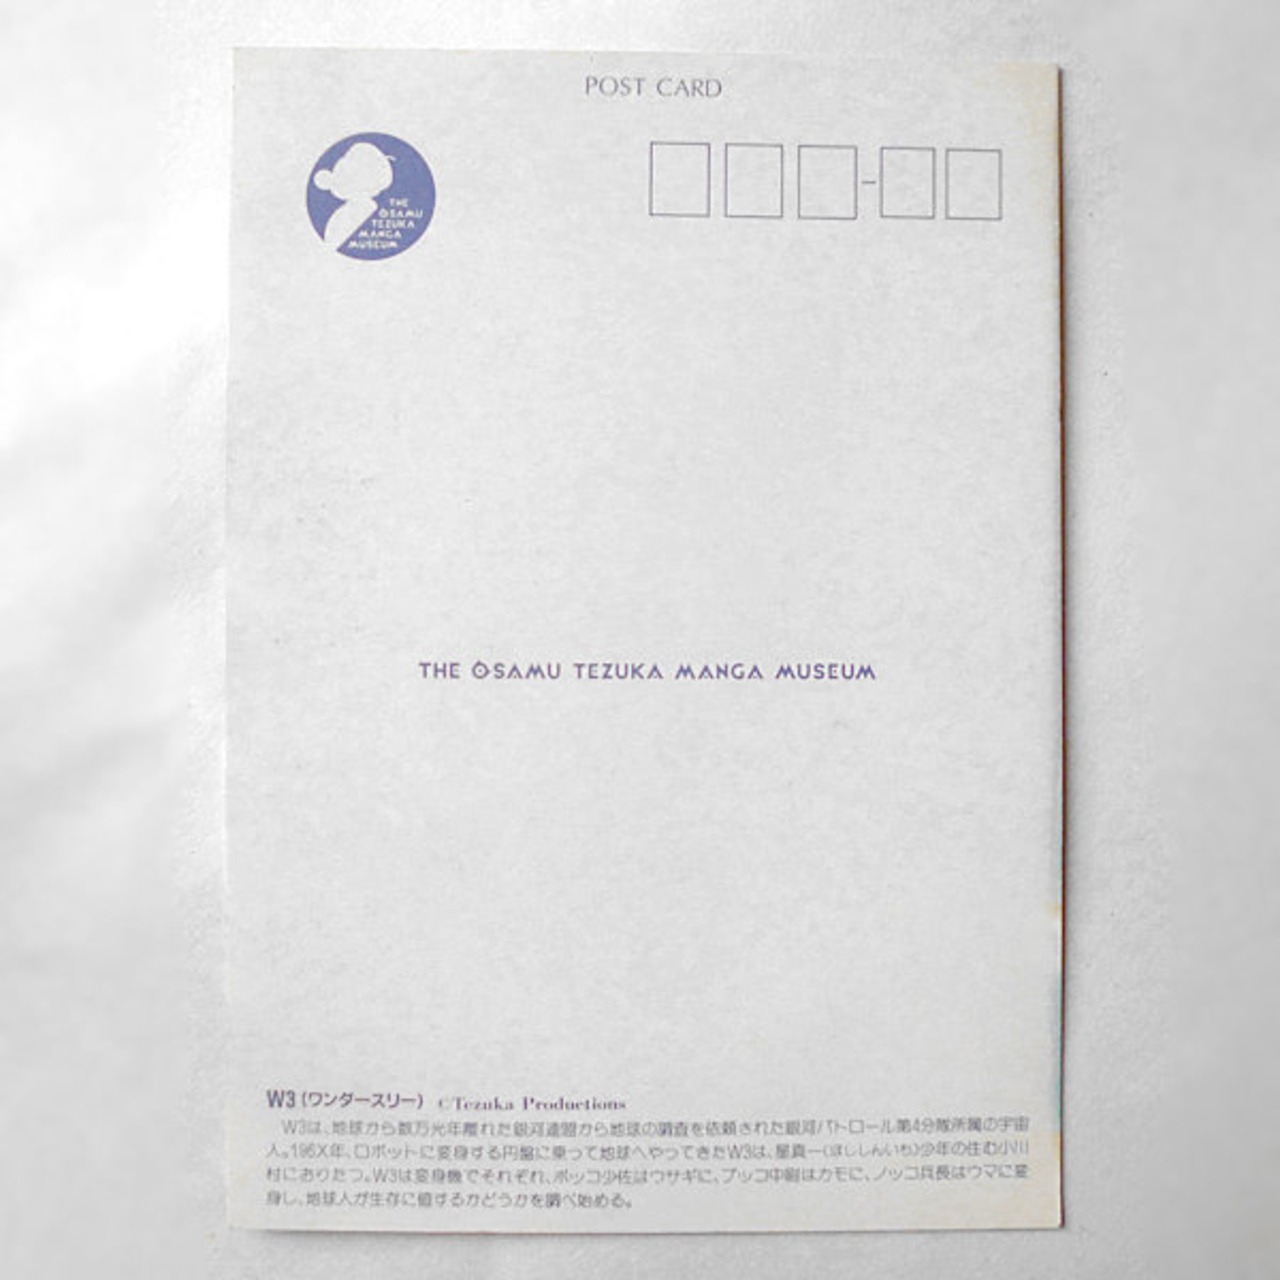 POST CARD
THE
OSAMU
TEZUKA
MANGA
MUSEUM
THE OSAMU TEZUKA MANGA MUSEUM
W3(ワンダースリー) ©Tezuka Productions
W3は、地球から数万光年離れた銀河連盟から地球の調査を依頼された銀河パトロール第4分隊所属の宇宙
人。196X年、ロボットに変身する円盤に乗って地球へやってきたW3は、星真一(ほししんいち)少年の住む小川
村におりたつ。W3は変身機でそれぞれ、ボッコ少佐はウサギに、プッコ中尉はカモに、ノッコ兵長はウマに変
身し、地球人が生存に値するかどうかを調べ始める。